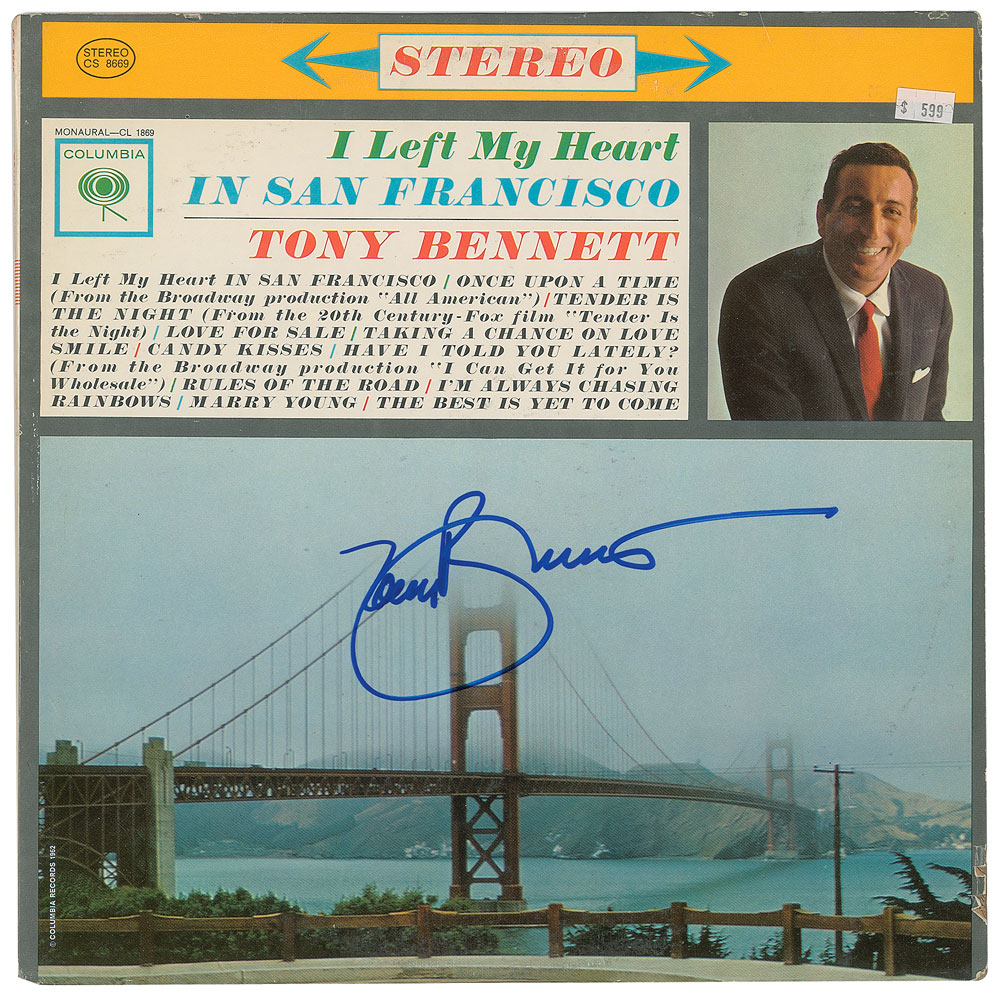 STEREO
CS 8669
STEREO
$ 599
MONAURAL—CL 1869
COLUMBIA
I Left My Heart
IN SAN FRANCISCO
TONY BENNETT
I Left My Heart IN SAN FRANCISCO / ONCE UPON A TIME
(From the Broadway production "All American") / TENDER IS
THE NIGHT (From the 20th Century-Fox film "Tender Is
the Night) / LOVE FOR SALE / TAKING A CHANCE ON LOVE
SMILE / CANDY KISSES / HAVE I TOLD YOU LATELY?
(From the Broadway production "I Can Get It for You
Wholesale") / RULES OF THE ROAD / I'M ALWAYS CHASING
RAINBOWS / MARRY YOUNG / THE BEST IS YET TO COME
Tony Bennett
© COLUMBIA RECORDS 1962